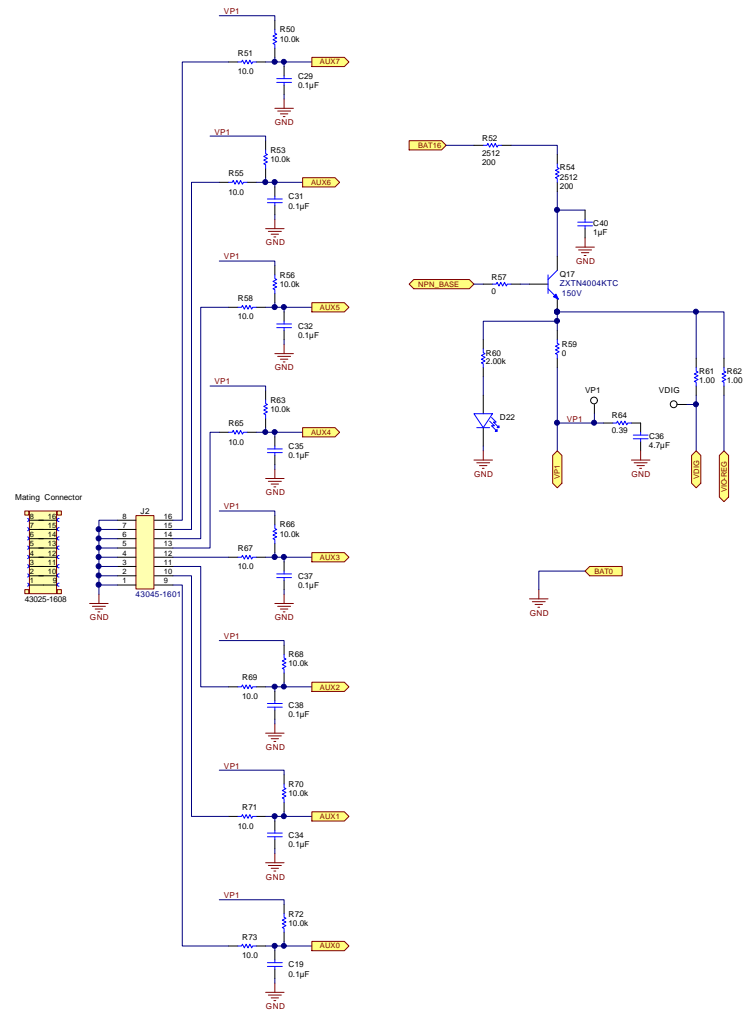 VP1
R50
10.0k
R51
10.0
AUX7
C29
0.1µF
GND
VP1
R53
10.0k
R55
10.0
AUX6
C31
0.1µF
GND
VP1
R56
10.0k
R58
10.0
AUX5
C32
0.1µF
GND
VP1
R63
10.0k
R65
10.0
AUX4
C35
0.1µF
GND
VP1
R66
10.0k
R67
10.0
AUX3
C37
0.1µF
GND
VP1
R68
10.0k
R69
10.0
AUX2
C38
0.1µF
GND
VP1
R70
10.0k
R71
10.0
AUX1
C34
0.1µF
GND
VP1
R72
10.0k
R73
10.0
AUX0
C19
0.1µF
GND
Mating Connector
8 16
7 15
6 14
5 13
4 12
3 11
2 10
1 9
43025-1608
J2
8 16
7 15
6 14
5 13
4 12
3 11
2 10
1 9
43045-1601
GND
BAT16
R52
2512
200
R54
2512
200
C40
1µF
GND
NPN_BASE
R57
0
Q17
ZXTN4004KTC
150V
R60
2.00k
D22
GND
R59
0
VP1
VP1
R64
0.39
C36
4.7µF
GND
VP1
VDIG
R61
1.00
R62
1.00
VDIG
VIO-REG
BAT0
GND